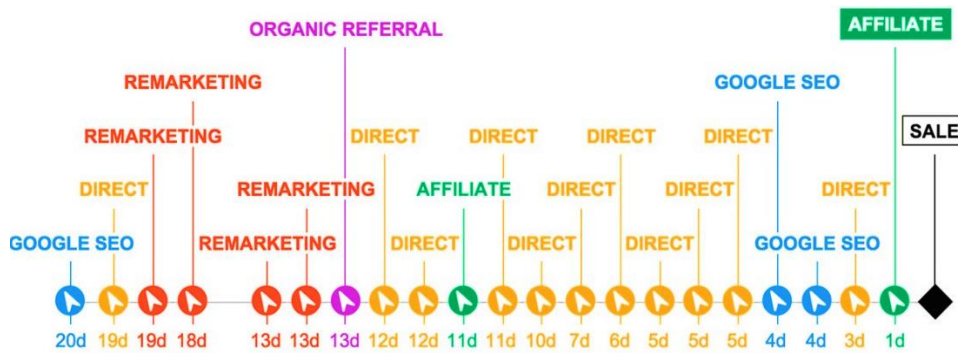 ORGANIC REFERRAL
AFFILIATE
REMARKETING
GOOGLE SEO
REMARKETING
DIRECT
DIRECT
DIRECT
DIRECT
SALE
DIRECT
REMARKETING
AFFILIATE
DIRECT
DIRECT
DIRECT
GOOGLE SEO
REMARKETING
DIRECT
DIRECT
DIRECT
GOOGLE SEO
20d 19d 19d 18d 13d 13d 13d 12d 12d 11d 11d 10d 7d 6d 5d 5d 5d 4d 4d 3d 1d